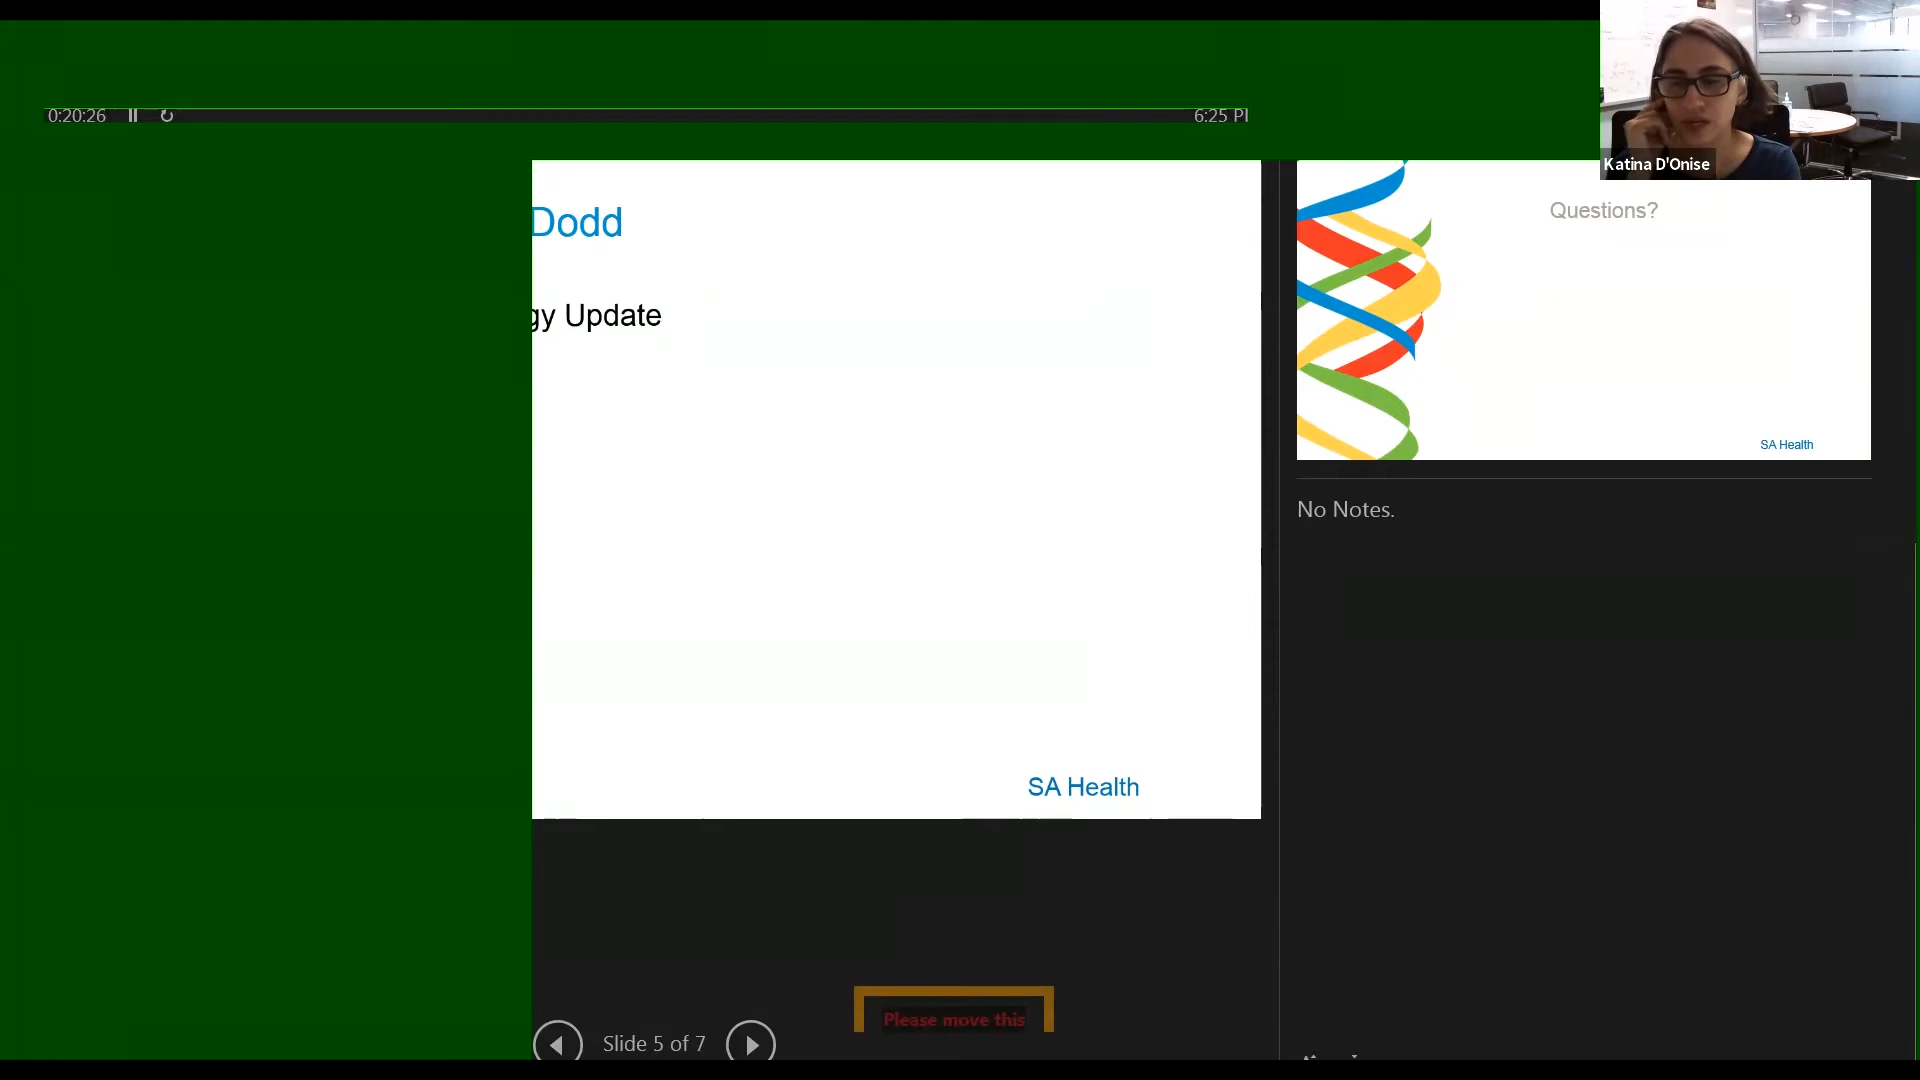 0:20:26
6:25 PI
Katina D'Onise
Dodd
gy Update
SA Health
Questions?
SA Health
No Notes.
Please move this
Slide 5 of 7